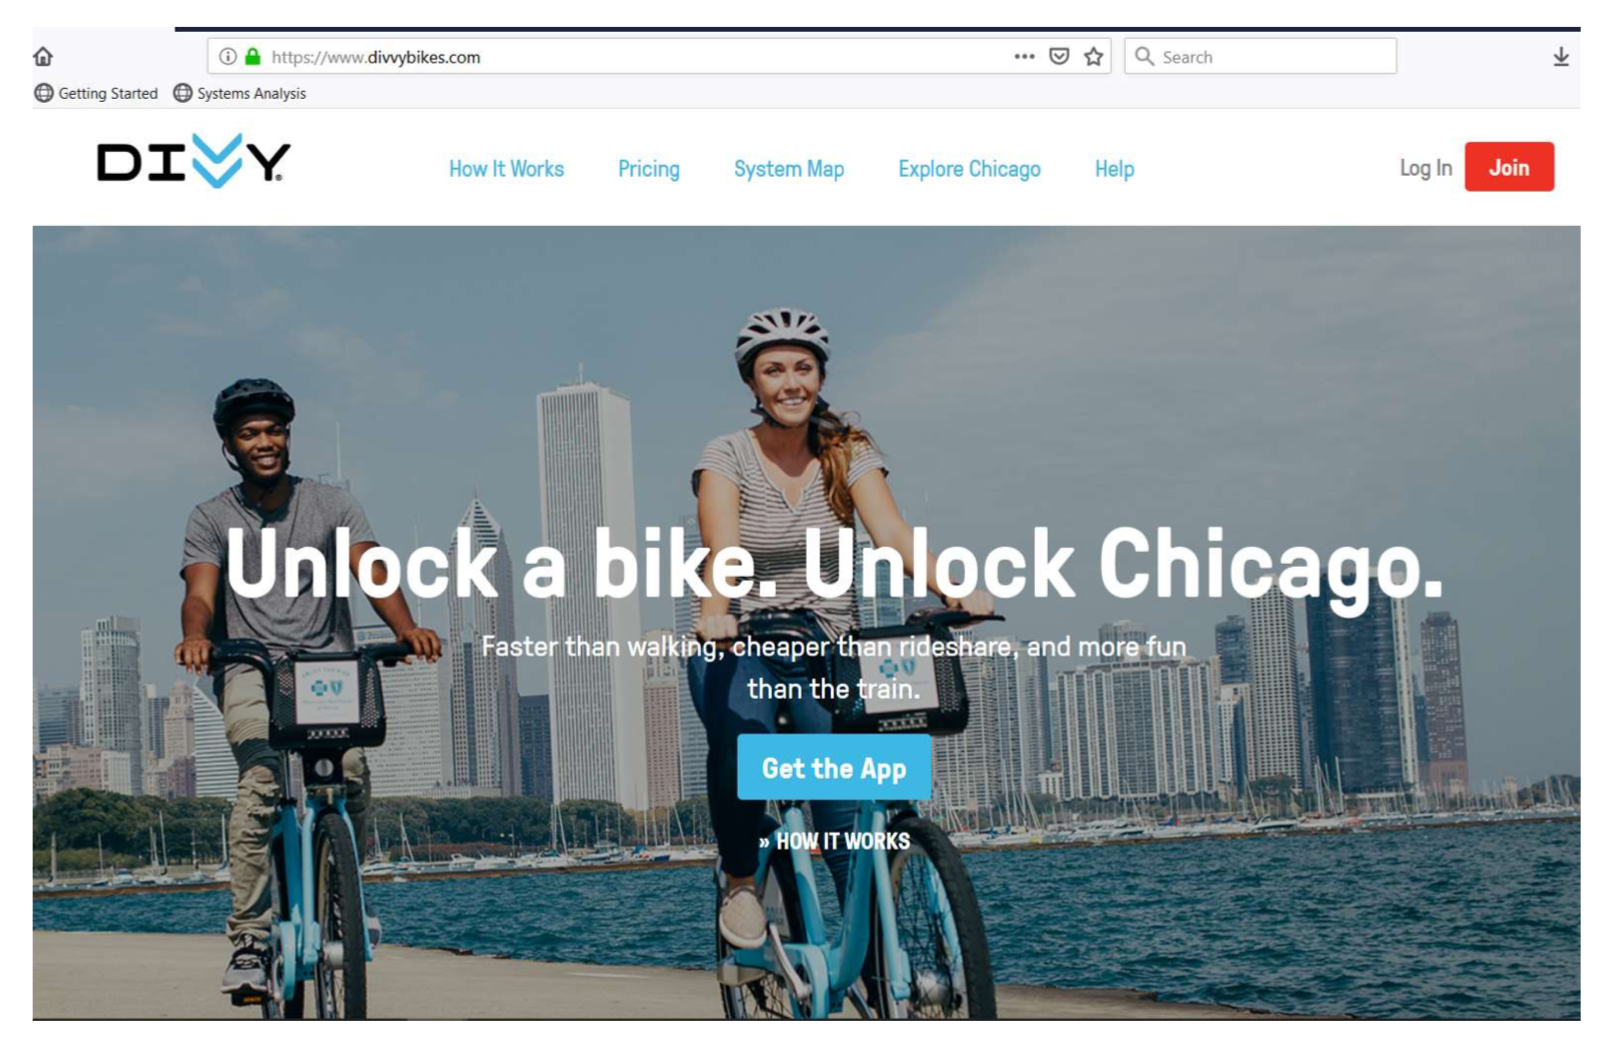 https://www.divvybikes.com
Search
Getting Started
Systems Analysis
DIVVY
How It Works
Pricing
System Map
Explore Chicago
Help
Log In
Join
Unlock a bike. Unlock Chicago.
Faster than walking, cheaper than rideshare, and more fun
than the train.
Get the App
» HOW IT WORKS